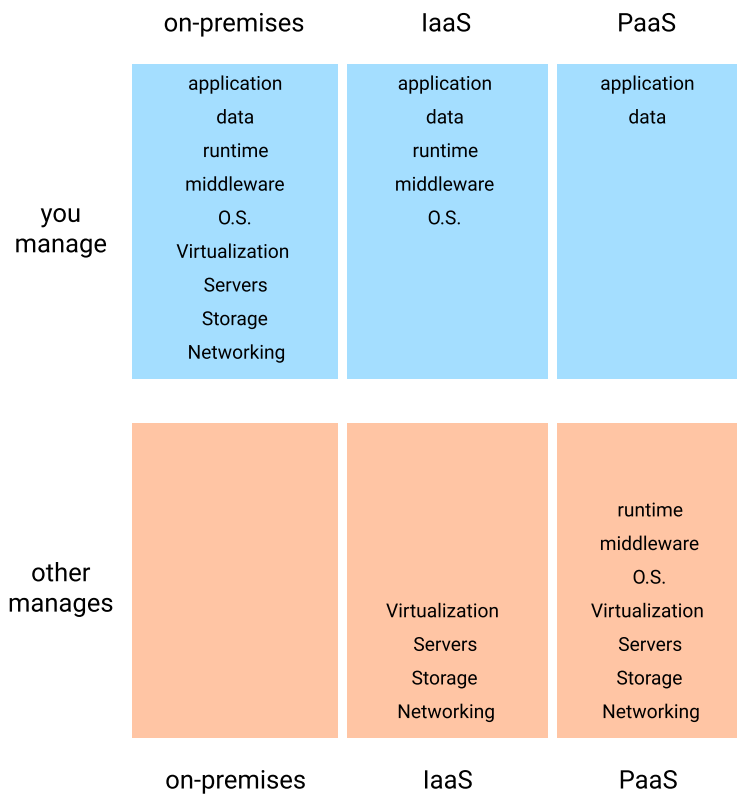 on-premises
IaaS
PaaS
you
manage
application
data
runtime
middleware
O.S.
Virtualization
Servers
Storage
Networking
application
data
runtime
middleware
O.S.
application
data
other
manages
Virtualization
Servers
Storage
Networking
runtime
middleware
O.S.
Virtualization
Servers
Storage
Networking
on-premises
IaaS
PaaS